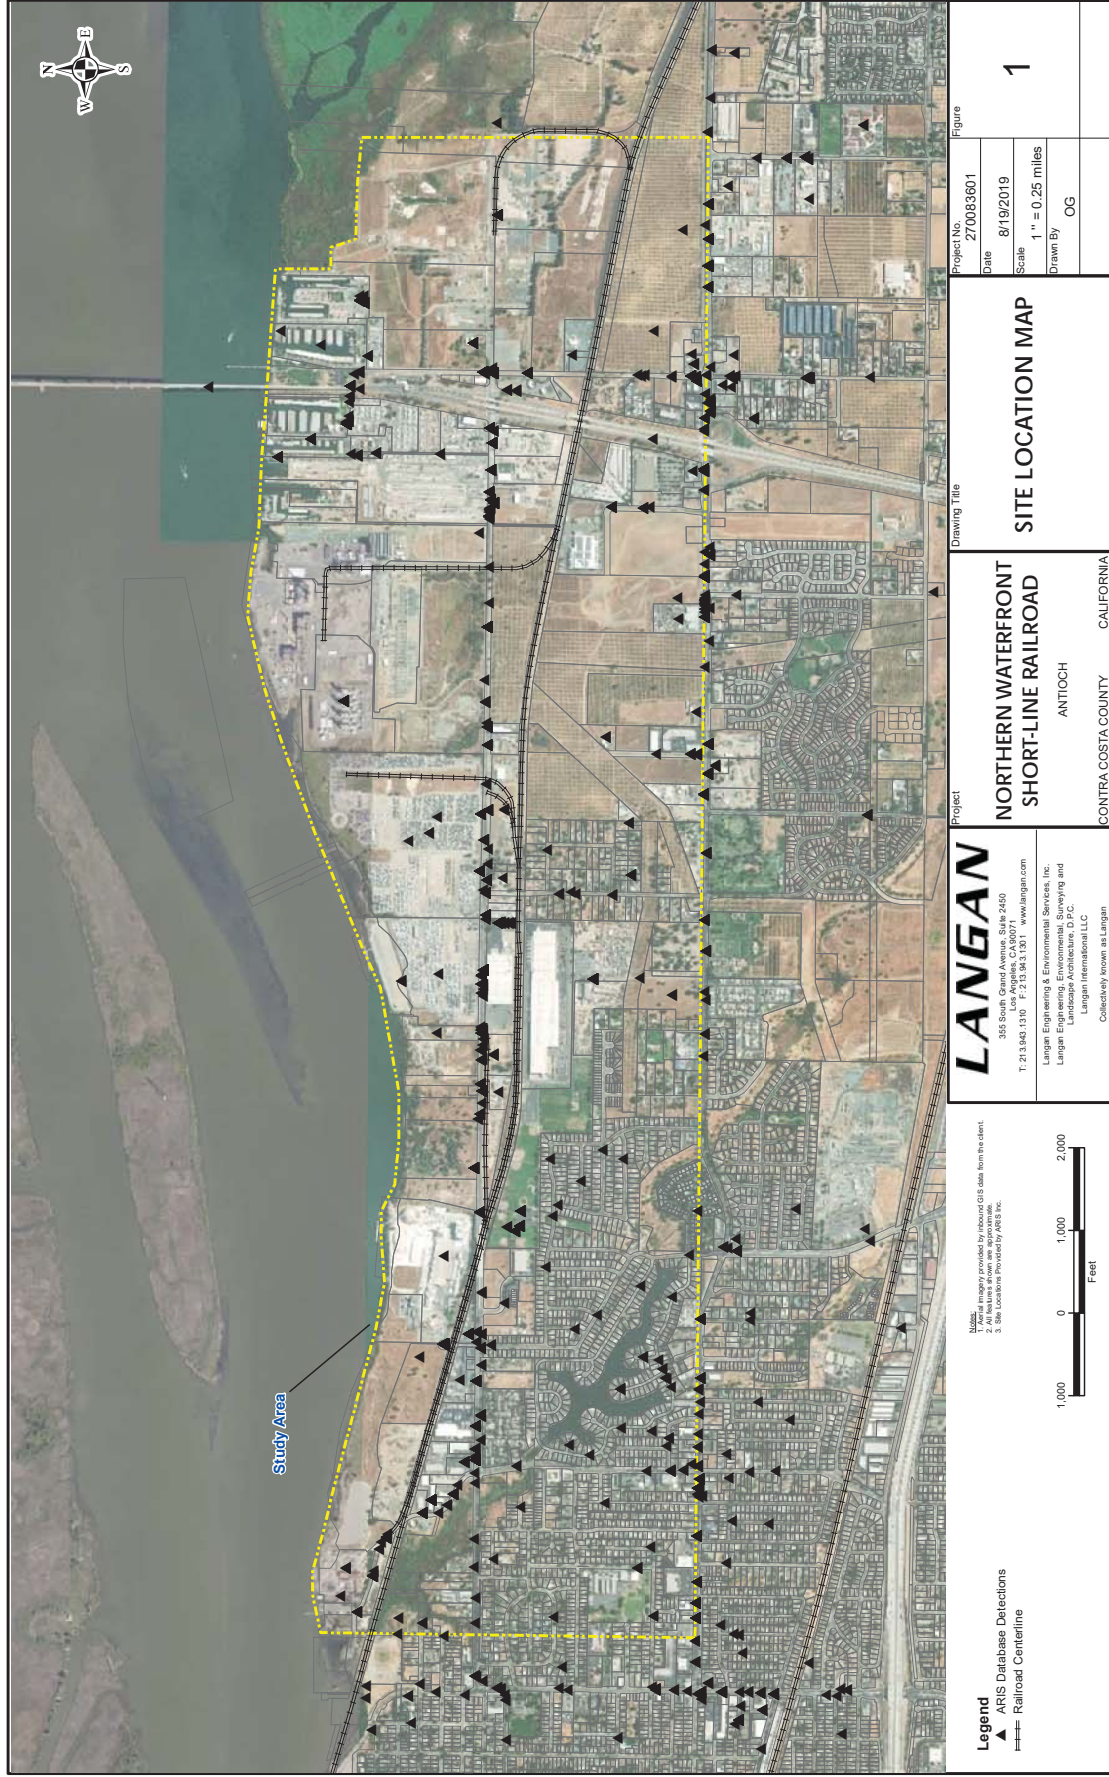 N
E
S
W
Study Area
Legend
ARIS Database Detections
Railroad Centerline
Notes:
1. Aerial imagery provided by inbound GIS data from the client.
2. All features shown are approximate.
3. Site Locations Provided by ARIS Inc.
1,000 0 1,000 2,000
Feet
LANGAN
355 South Grand Avenue, Suite 2450
Los Angeles, CA 90071
T: 213.943.1310 F: 213.943.1301 www.langan.com
Langan Engineering & Environmental Services, Inc.
Langan Engineering, Environmental, Surveying and
Landscape Architecture, D.P.C.
Langan International LLC
Collectively known as Langan
Project
NORTHERN WATERFRONT
SHORT-LINE RAILROAD
ANTIOCH
CONTRA COSTA COUNTY CALIFORNIA
Drawing Title
SITE LOCATION MAP
Project No.
270083601
Date
8/19/2019
Scale
1 " = 0.25 miles
Drawn By
OG
Figure
1